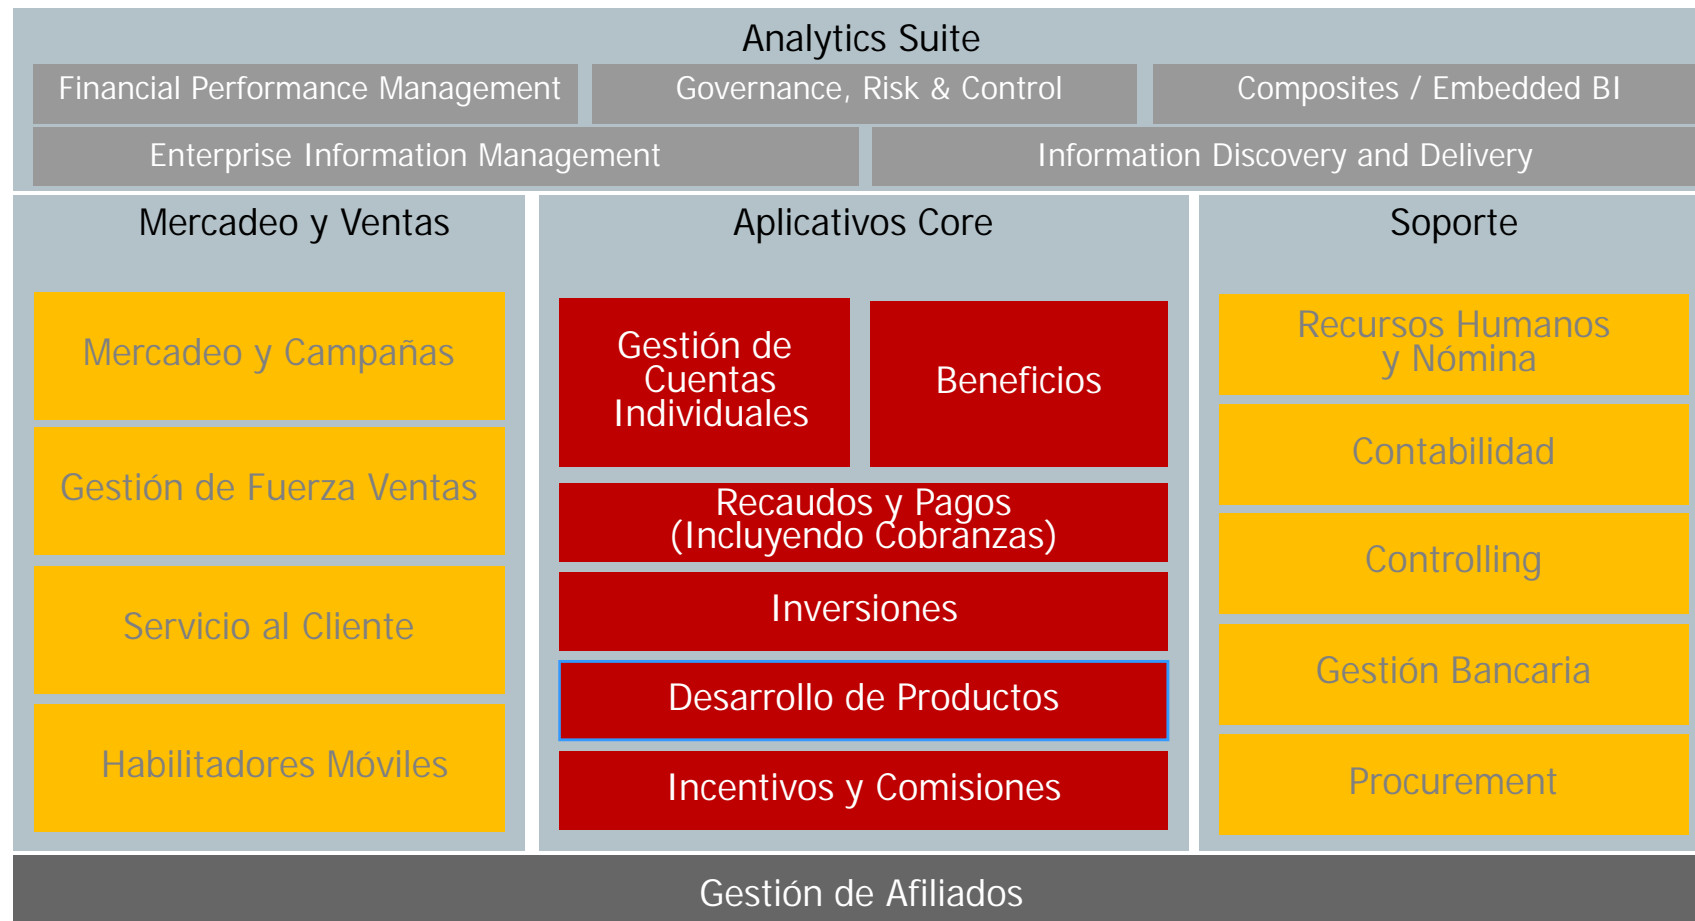 Analytics Suite
Financial Performance Management
Governance, Risk & Control
Composites / Embedded BI
Enterprise Information Management
Information Discovery and Delivery
Mercadeo y Ventas
Mercadeo y Campañas
Gestión de Fuerza Ventas
Servicio al Cliente
Habilitadores Móviles
Aplicativos Core
Gestión de
Cuentas
Individuales
Beneficios
Recaudos y Pagos
(Incluyendo Cobranzas)
Inversiones
Desarrollo de Productos
Incentivos y Comisiones
Soporte
Recursos Humanos
y Nómina
Contabilidad
Controlling
Gestión Bancaria
Procurement
Gestión de Afiliados